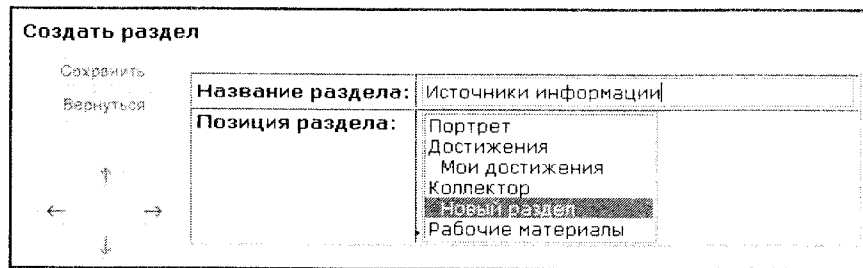 Создать раздел
Сохранить
Вернуться
Название раздела: Источники информации
Позиция раздела: Портрет
Достижения
Мои достижения
Коллектор
Новый раздел
Рабочие материалы